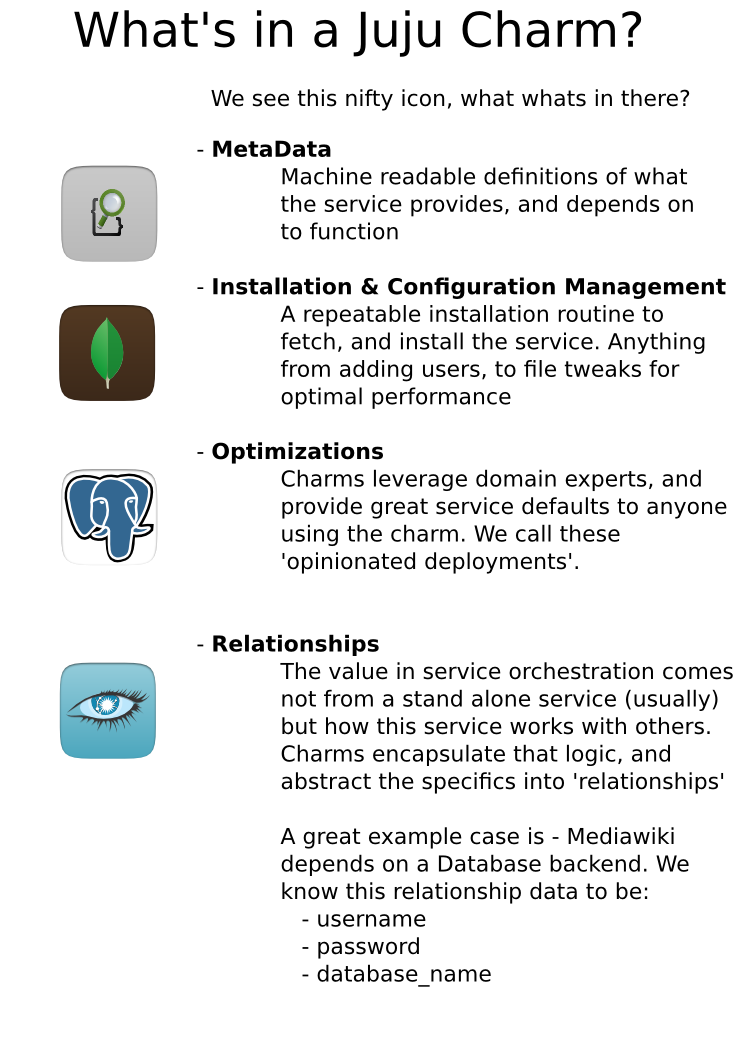 What's in a Juju Charm?
We see this nifty icon, what whats in there?
- MetaData
Machine readable definitions of what
the service provides, and depends on
to function
- Installation & Configuration Management
A repeatable installation routine to
fetch, and install the service. Anything
from adding users, to file tweaks for
optimal performance
- Optimizations
Charms leverage domain experts, and
provide great service defaults to anyone
using the charm. We call these
'opinionated deployments'.
- Relationships
The value in service orchestration comes
not from a stand alone service (usually)
but how this service works with others.
Charms encapsulate that logic, and
abstract the specifics into 'relationships'
A great example case is - Mediawiki
depends on a Database backend. We
know this relationship data to be:
- username
- password
- database_name